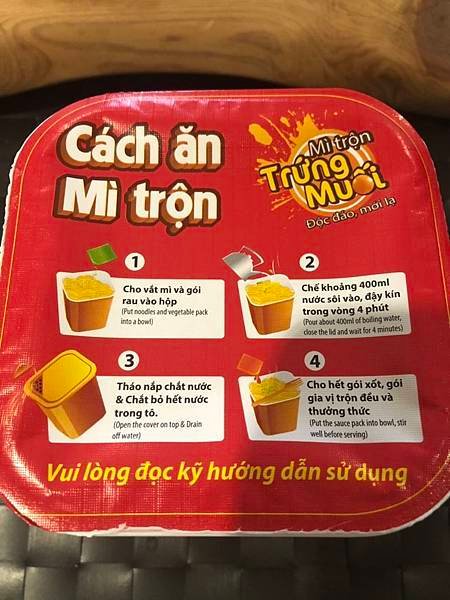 Cách ăn
Mì trộn
Mì trộn
Trứng
Muối
Độc đáo, mới lạ
1
Cho vắt mì và gói
rau vào hộp
(Put noodles and vegetable pack
into a bowl)
2
Chế khoảng 400ml
nước sôi vào, đậy kín
trong vòng 4 phút
(Pour about 400ml of boiling water,
close the lid and wait for 4 minutes)
3
Tháo nắp chắt nước
& Chắt bỏ hết nước
trong tô.
(Open the cover on top & Drain
off water)
4
Cho hết gói xốt, gói
gia vị trộn đều và
thưởng thức
(Put the sauce pack into bowl, stir
well before serving)
Vui lòng đọc kỹ hướng dẫn sử dụng